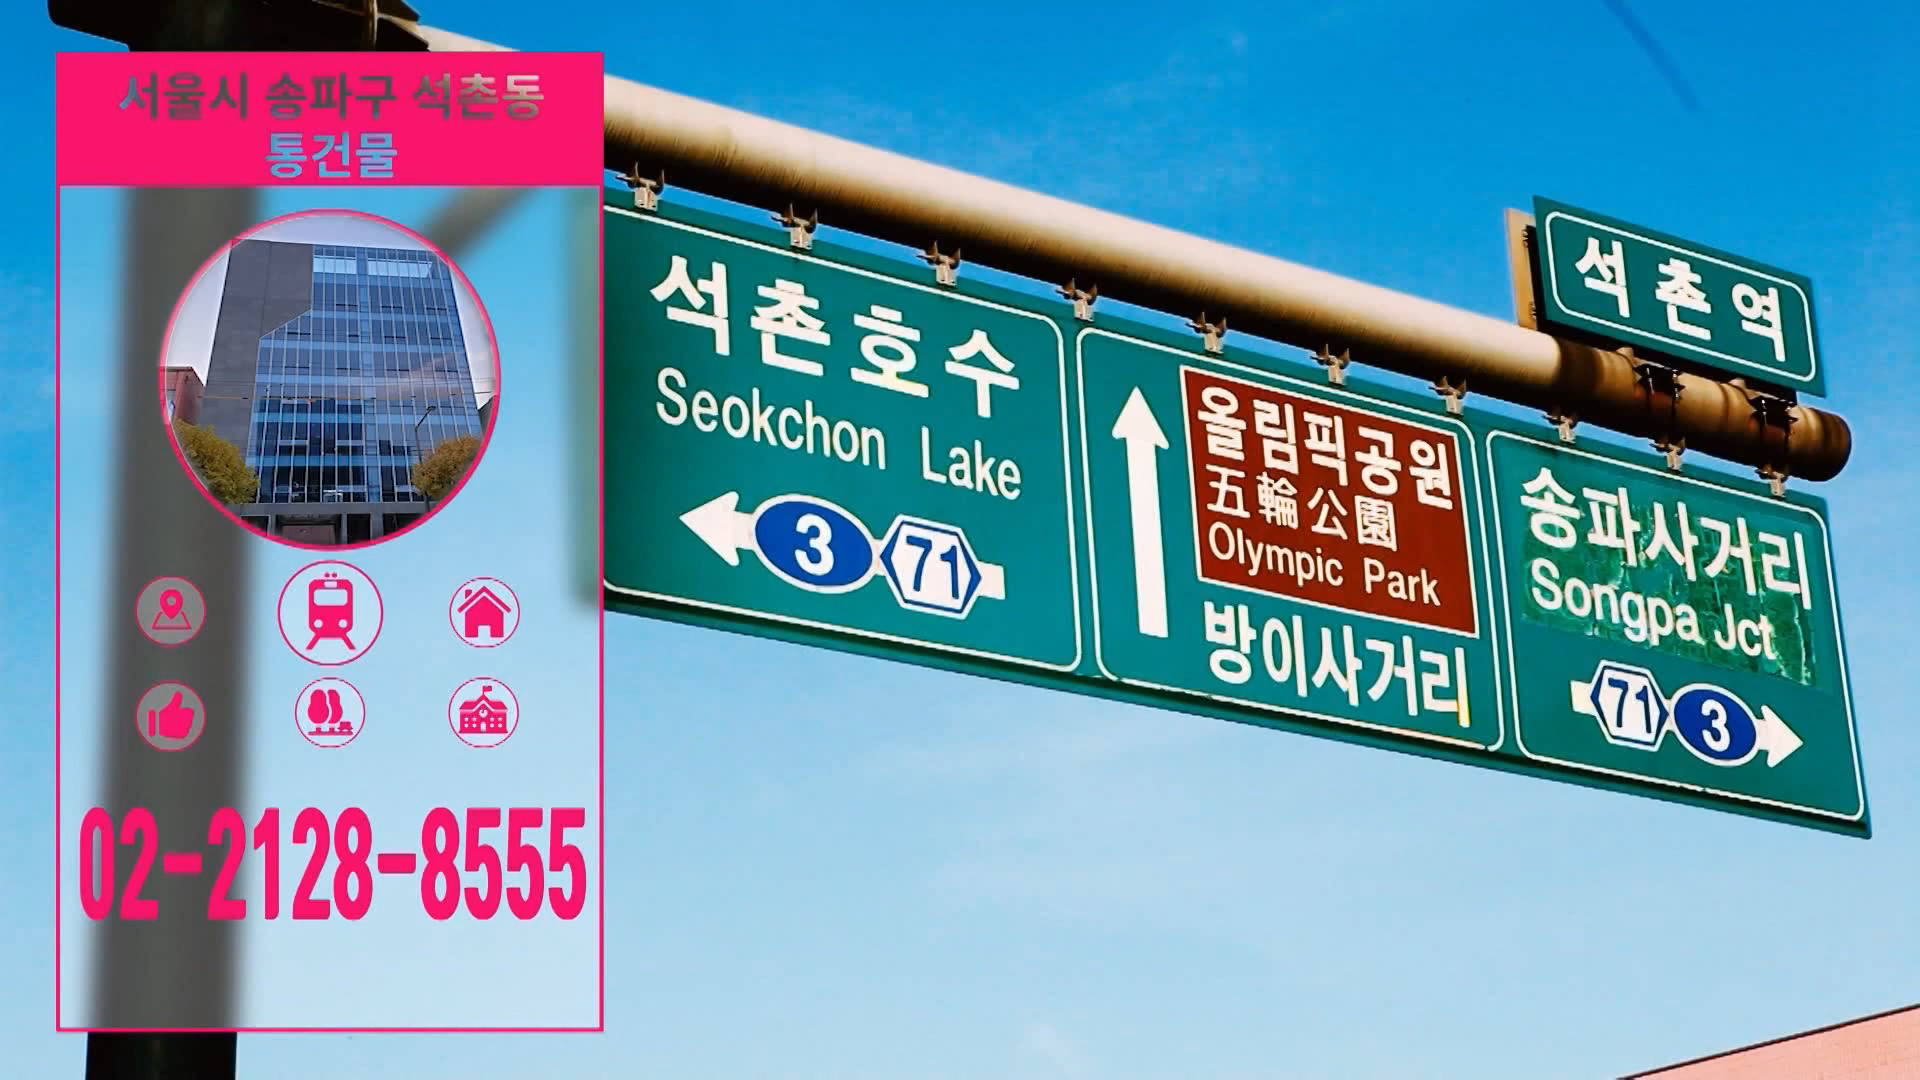 서울시 송파구 석촌동
통건물
02-2128-8555
석촌호수
Seokchon Lake
3 71
올림픽공원
五輪公園
Olympic Park
방이사거리
송파사거리
Songpa Jct
71 3
석촌역